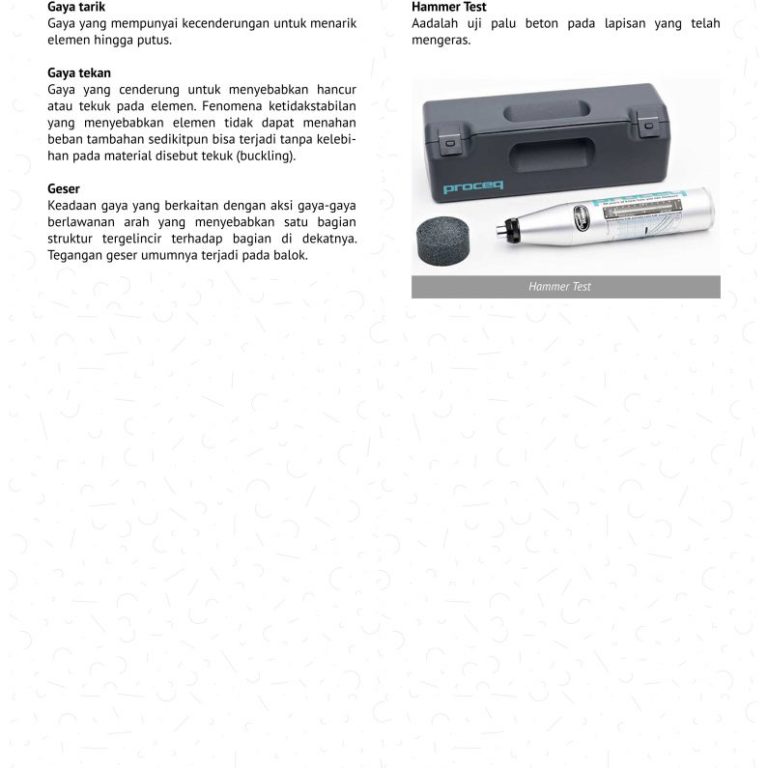 Gaya tarik
Gaya yang mempunyai kecenderungan untuk menarik
elemen hingga putus.
Gaya tekan
Gaya yang cenderung untuk menyebabkan hancur
atau tekuk pada elemen. Fenomena ketidakstabilan
yang menyebabkan elemen tidak dapat menahan
beban tambahan sedikitpun bisa terjadi tanpa kelebi-
han pada material disebut tekuk (buckling).
Geser
Keadaan gaya yang berkaitan dengan aksi gaya-gaya
berlawanan arah yang menyebabkan satu bagian
struktur tergelincir terhadap bagian di dekatnya.
Tegangan geser umumnya terjadi pada balok.
Hammer Test
Aadalah uji palu beton pada lapisan yang telah
mengeras.
proceq
proceq
Hammer Test